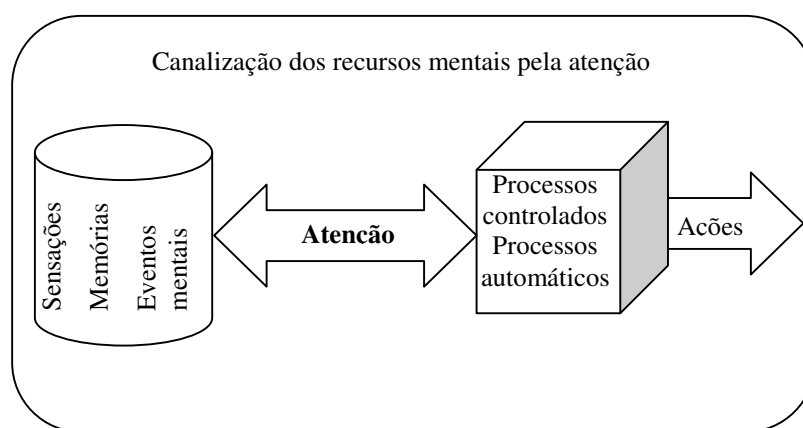 Canalização dos recursos mentais pela atenção
Sensações
Memórias
Eventos
mentais
Atencão
Processos
controlados
Processos
automáticos
Acões